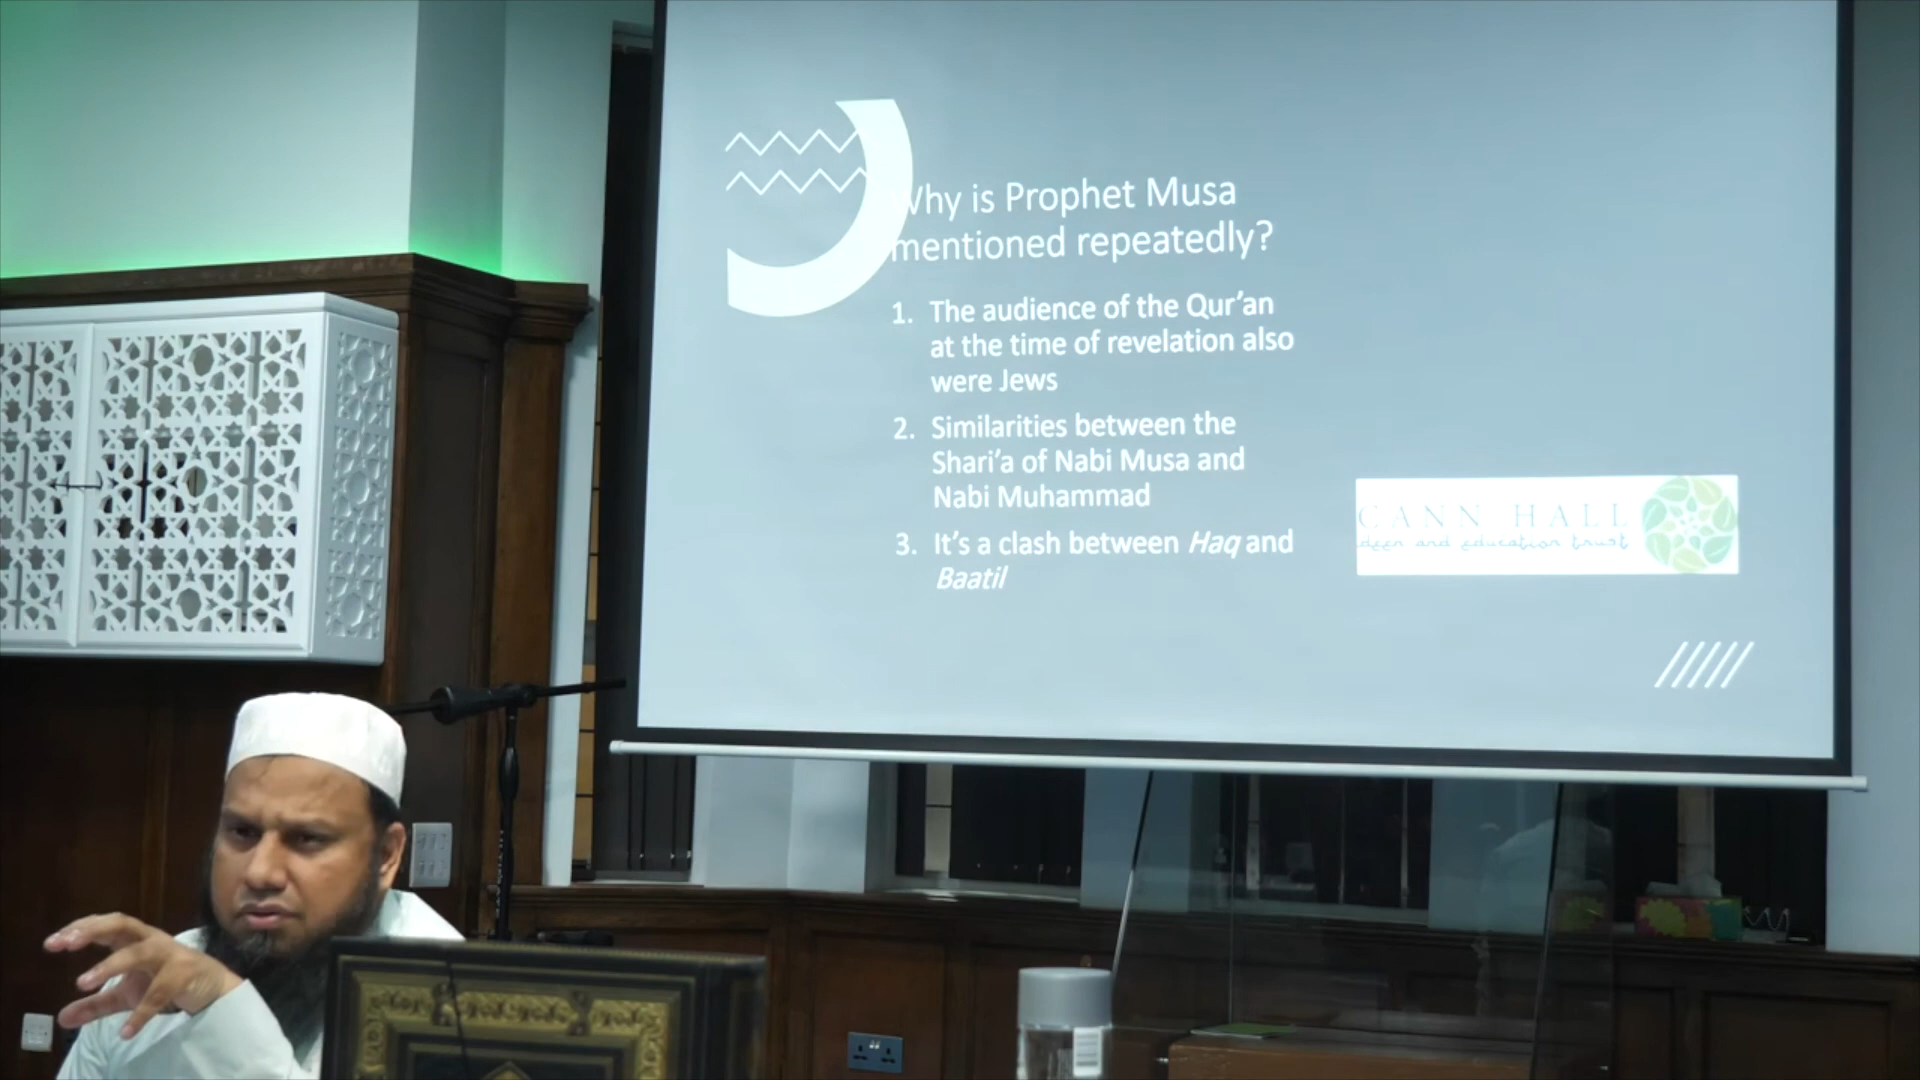 Why is Prophet Musa
mentioned repeatedly?
1. The audience of the Qur’an
at the time of revelation also
were Jews
2. Similarities between the
Shari’a of Nabi Musa and
Nabi Muhammad
3. It’s a clash between Haq and
Baatil
CANN HALL
deen and education trust